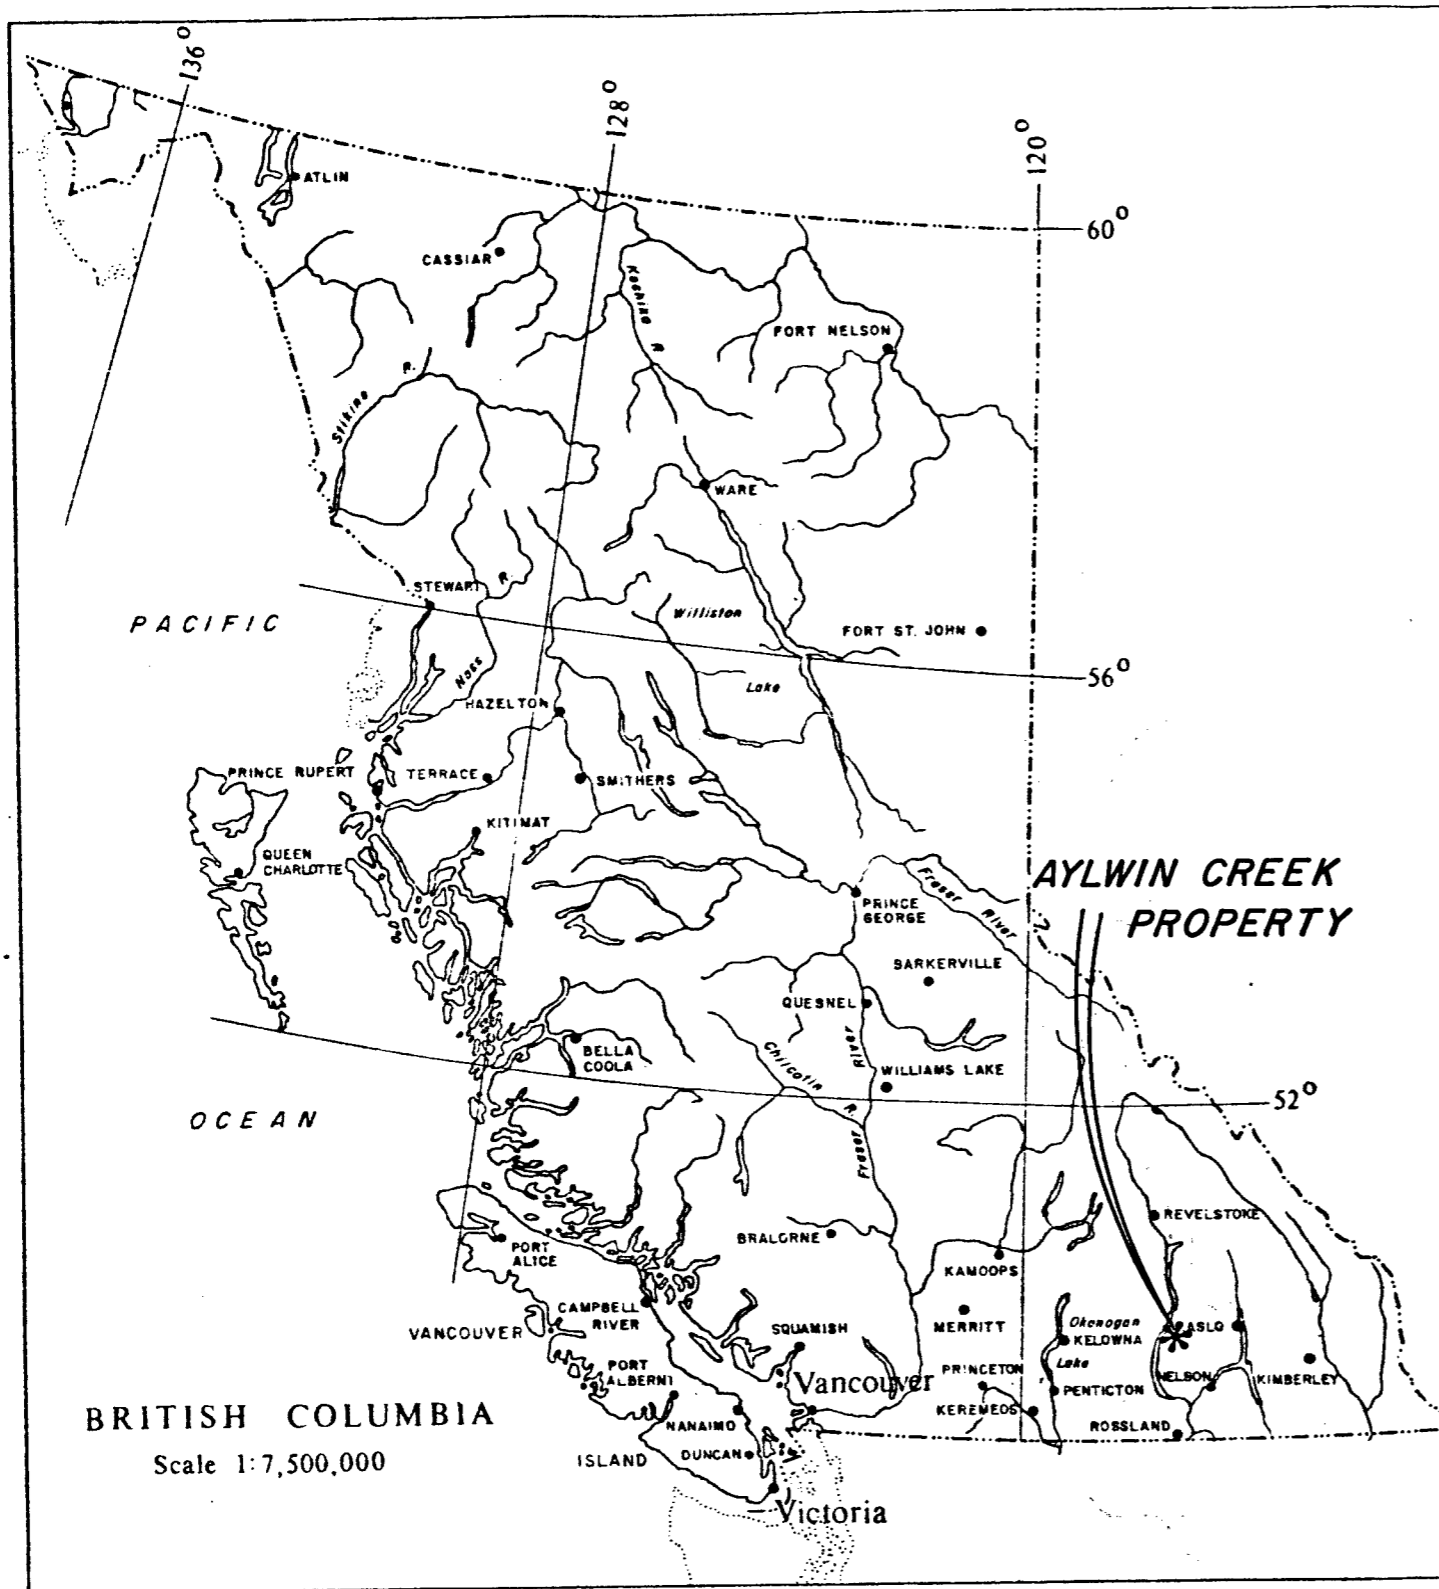 136°
128°
120°
ATLIN
60°
CASSIAR
Kechika R
FORT NELSON
Stikine R.
WARE
STEWART
R.
PACIFIC
Williston
FORT ST. JOHN
Nass
56°
Lake
HAZELTON
PRINCE RUPERT
TERRACE
SMITHERS
KITIMAT
QUEEN
CHARLOTTE
AYLWIN CREEK
PROPERTY
Fraser River
PRINCE
GEORGE
BARKERVILLE
QUESNEL
BELLA
COOLA
Chilcotin R.
Fraser River
WILLIAMS LAKE
52°
OCEAN
REVELSTOKE
PORT
ALICE
BRALORNE
KAMOOPS
CAMPBELL
RIVER
VANCOUVER
SQUAMISH
MERRITT
Okanogan
KELOWNA
ASLO
Lake
PORT
ALBERNI
Vancouver
PRINCETON
PENTICTON
NELSON
KIMBERLEY
KEREMEOS
BRITISH COLUMBIA
NANAIMO
ROSSLAND
Scale 1:7,500,000
ISLAND
DUNCAN
Victoria